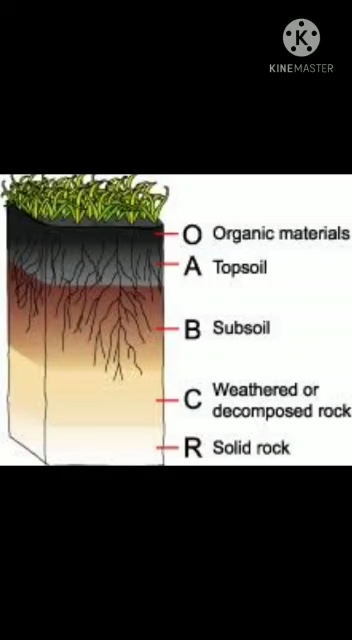 K
KINEMASTER
O Organic materials
A Topsoil
B Subsoil
C Weathered or
decomposed rock
R Solid rock